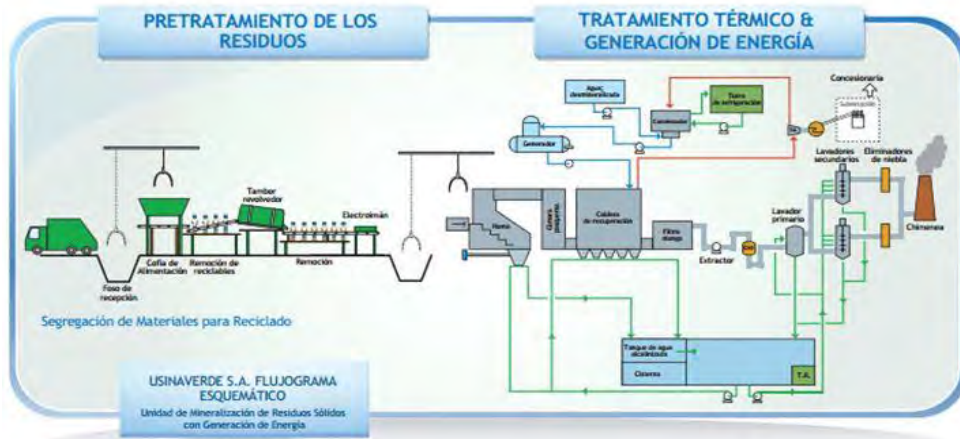 PRETRATAMIENTO DE LOS
RESIDUOS
TRATAMIENTO TÉRMICO &
GENERACIÓN DE ENERGÍA
Concesionaria
Agua
desmineralizada
Condensador
Torre
de refrigeración
Generador
Lavadores
secundarios
Eliminadores
de niebla
Tambor
revolvedor
Electroimán
Horno
Cámara
Caldera
de recuperación
Filtro
manga
Lavador
primario
Chimenea
Extractor
Cofia de
Alimentación
Remoción de
reciclables
Remoción
Foso de
recepción
Segregación de Materiales para Reciclado
Tanque de agua
alcalinizada
Cisterna
T.A.
USINAVERDE S.A. FLUJOGRAMA
ESQUEMÁTICO
Unidad de Mineralización de Residuos Sólidos
con Generación de Energía